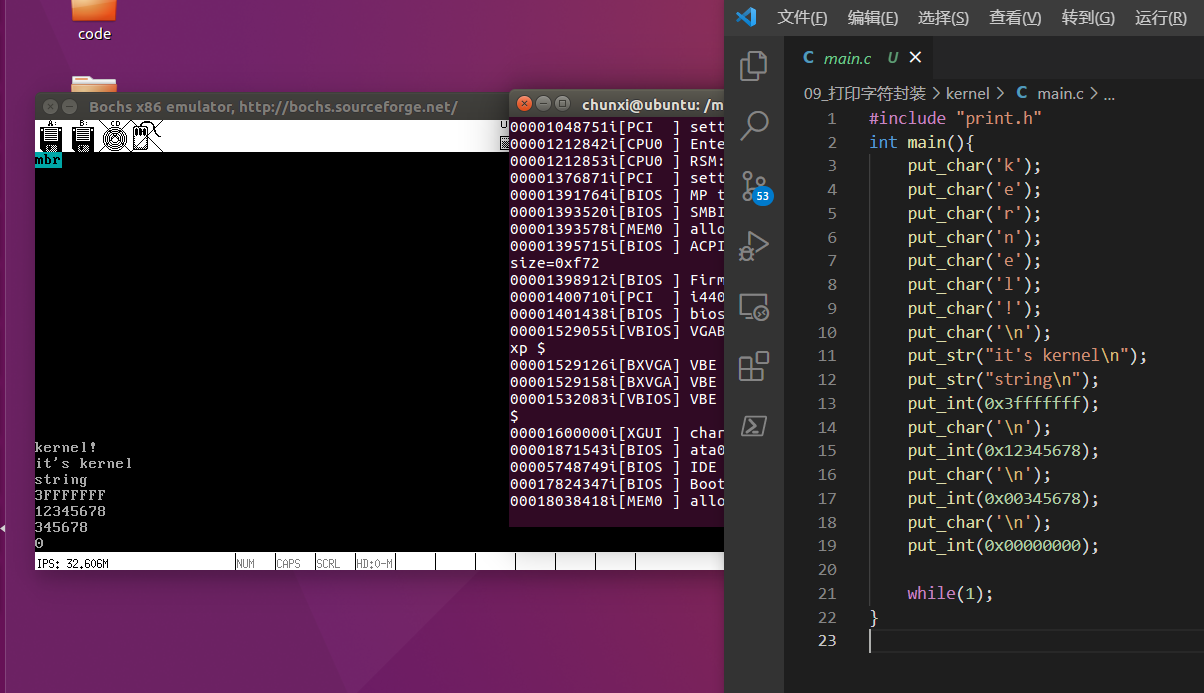 code
Bochs x86 emulator, http://bochs.sourceforge.net/
A: B: CD
mbr
kernel!
it's kernel
string
3FFFFFFF
12345678
345678
0
IPS: 32.606M NUM CAPS SCRL HD:0-M
chunxi@ubuntu: /m
00001048751i[PCI ] sett
00001212842i[CPU0 ] Ente
00001212853i[CPU0 ] RSM:
00001376871i[PCI ] sett
00001391764i[BIOS ] MP t
00001393520i[BIOS ] SMBI
00001393578i[MEM0 ] allo
00001395715i[BIOS ] ACPI
size=0xf72
00001398912i[BIOS ] Firm
00001400710i[PCI ] i440
00001401438i[BIOS ] bios
00001529055i[VBIOS] VGAB
xp $
00001529126i[BXVGA] VBE
00001529158i[BXVGA] VBE
00001532083i[VBIOS] VBE
$
00001600000i[XGUI ] char
00001871543i[BIOS ] ata0
00005748749i[BIOS ] IDE
00017824347i[BIOS ] Boot
00018038418i[MEM0 ] allo
文件(F) 编辑(E) 选择(S) 查看(V) 转到(G) 运行(R)
C main.c U
09_打印字符封装 > kernel > C main.c > ...
53
1 #include "print.h"
2 int main(){
3 put_char('k');
4 put_char('e');
5 put_char('r');
6 put_char('n');
7 put_char('e');
8 put_char('l');
9 put_char('!');
10 put_char('\n');
11 put_str("it's kernel\n");
12 put_str("string\n");
13 put_int(0x3fffffff);
14 put_char('\n');
15 put_int(0x12345678);
16 put_char('\n');
17 put_int(0x00345678);
18 put_char('\n');
19 put_int(0x00000000);
20
21 while(1);
22 }
23